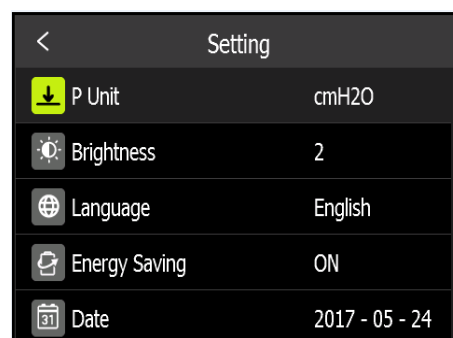 < Setting
P Unit cmH2O
Brightness 2
Language English
Energy Saving ON
31 Date 2017 - 05 - 24